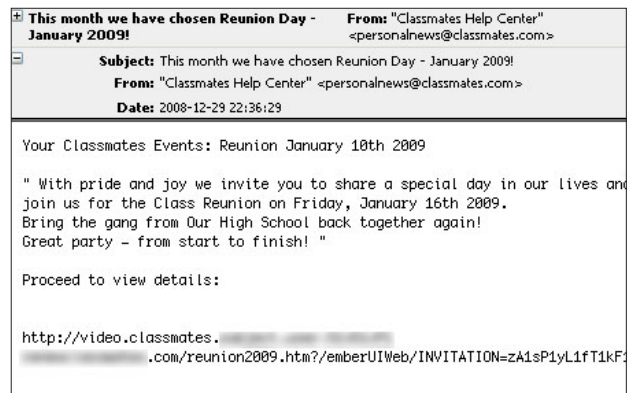 This month we have chosen Reunion Day - From: "Classmates Help Center"
January 2009! <personalnews@classmates.com>
Subject: This month we have chosen Reunion Day - January 2009!
From: "Classmates Help Center" <personalnews@classmates.com>
Date: 2008-12-29 22:36:29
Your Classmates Events: Reunion January 10th 2009
" With pride and joy we invite you to share a special day in our lives and
join us for the Class Reunion on Friday, January 16th 2009.
Bring the gang from Our High School back together again!
Great party – from start to finish! "
Proceed to view details:
http://video.classmates.
.com/reunion2009.htm?/emberUIWeb/INVITATION=zA1sP1yL1fT1kF1